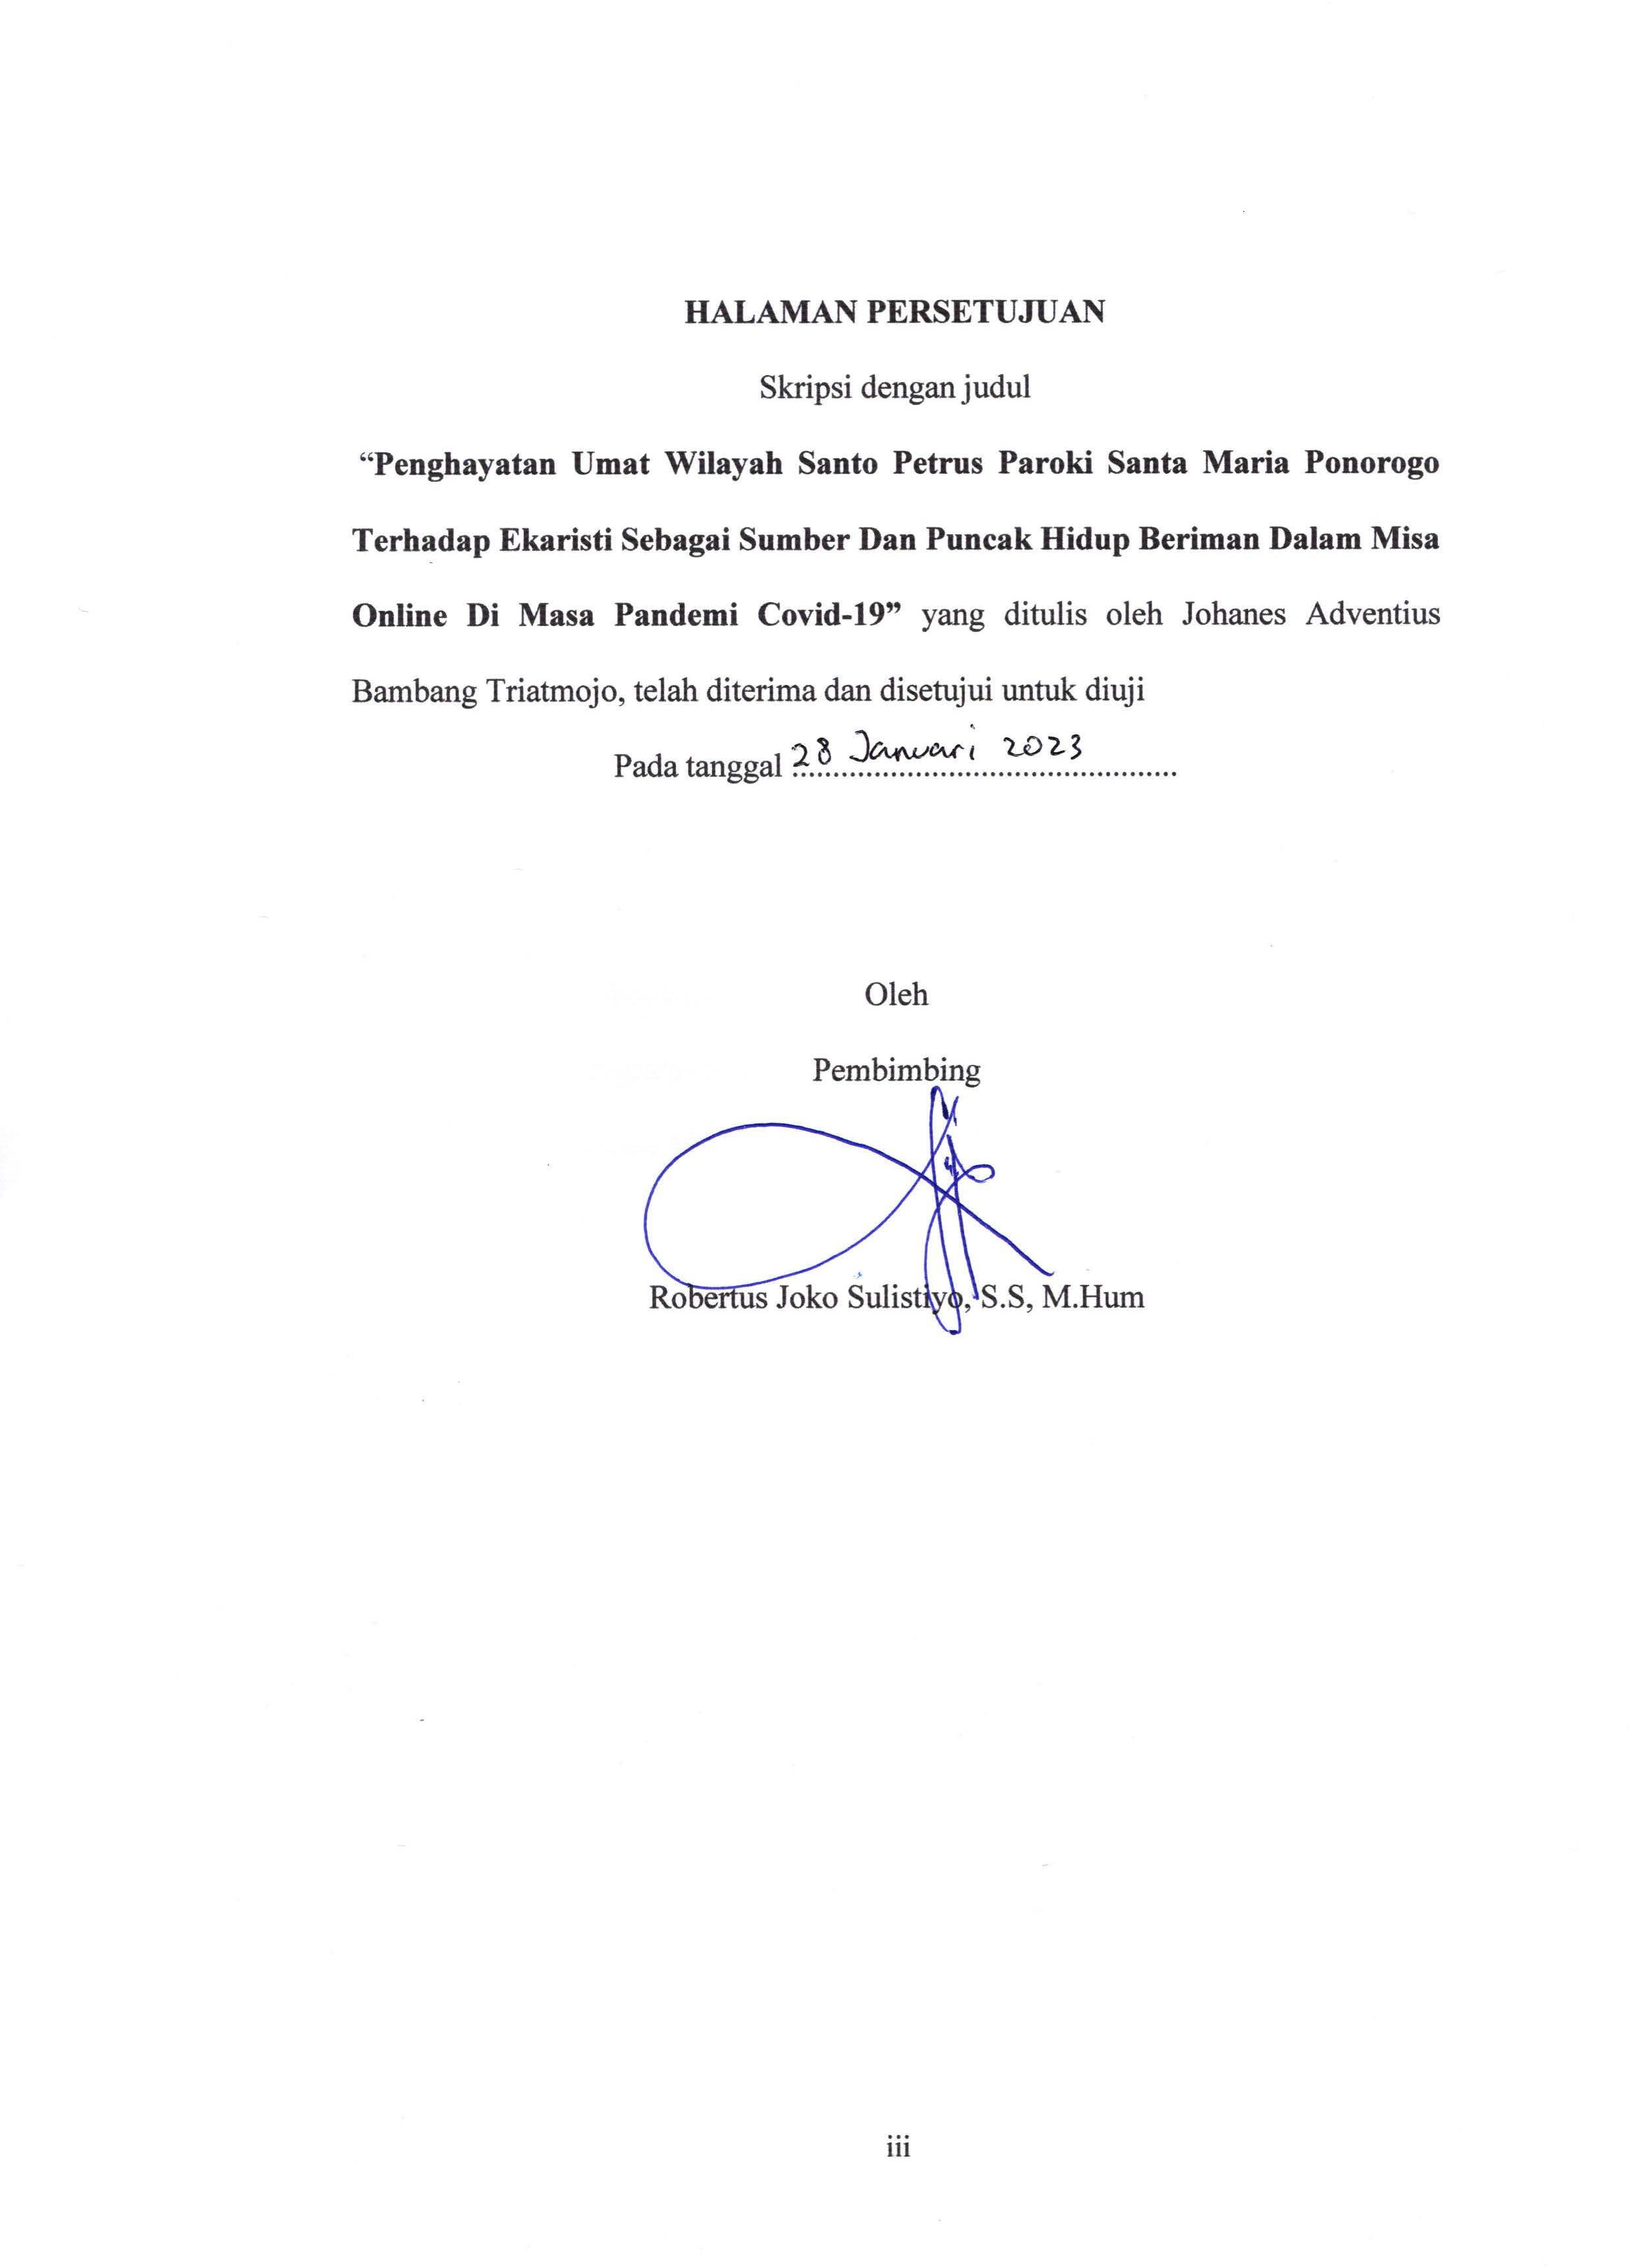 HALAMAN PERSETUJUAN
Skripsi dengan judul
“Penghayatan Umat Wilayah Santo Petrus Paroki Santa Maria Ponorogo
Terhadap Ekaristi Sebagai Sumber Dan Puncak Hidup Beriman Dalam Misa
Online Di Masa Pandemi Covid-19” yang ditulis oleh Johanes Adventius
Bambang Triatmojo, telah diterima dan disetujui untuk diuji
Pada tanggal 28 Januari 2023
Oleh
Pembimbing
Robertus Joko Sulistiyo, S.S, M.Hum
iii